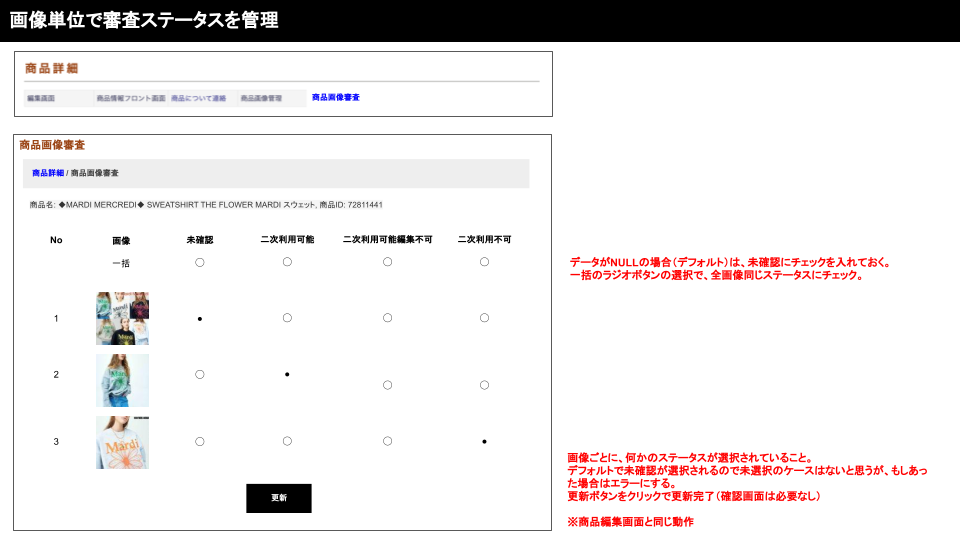 画像単位で審査ステータスを管理
商品詳細
編集画面 商品情報フロント画面 商品について連絡 商品画像管理 商品画像審査
商品画像審査
商品詳細 / 商品画像審査
商品名: ◆MARDI MERCREDI◆ SWEATSHIRT THE FLOWER MARDI スウェット, 商品ID: 72811441
No 画像 未確認 二次利用可能 二次利用可能編集不可 二次利用不可
一括
データがNULLの場合（デフォルト）は、未確認にチェックを入れておく。
一括のラジオボタンの選択で、全画像同じステータスにチェック。
1
2
3
Mardi
更新
画像ごとに、何かのステータスが選択されていること。
デフォルトで未確認が選択されるので未選択のケースはないと思うが、もしあっ
た場合はエラーにする。
更新ボタンをクリックで更新完了（確認画面は必要なし）
※商品編集画面と同じ動作